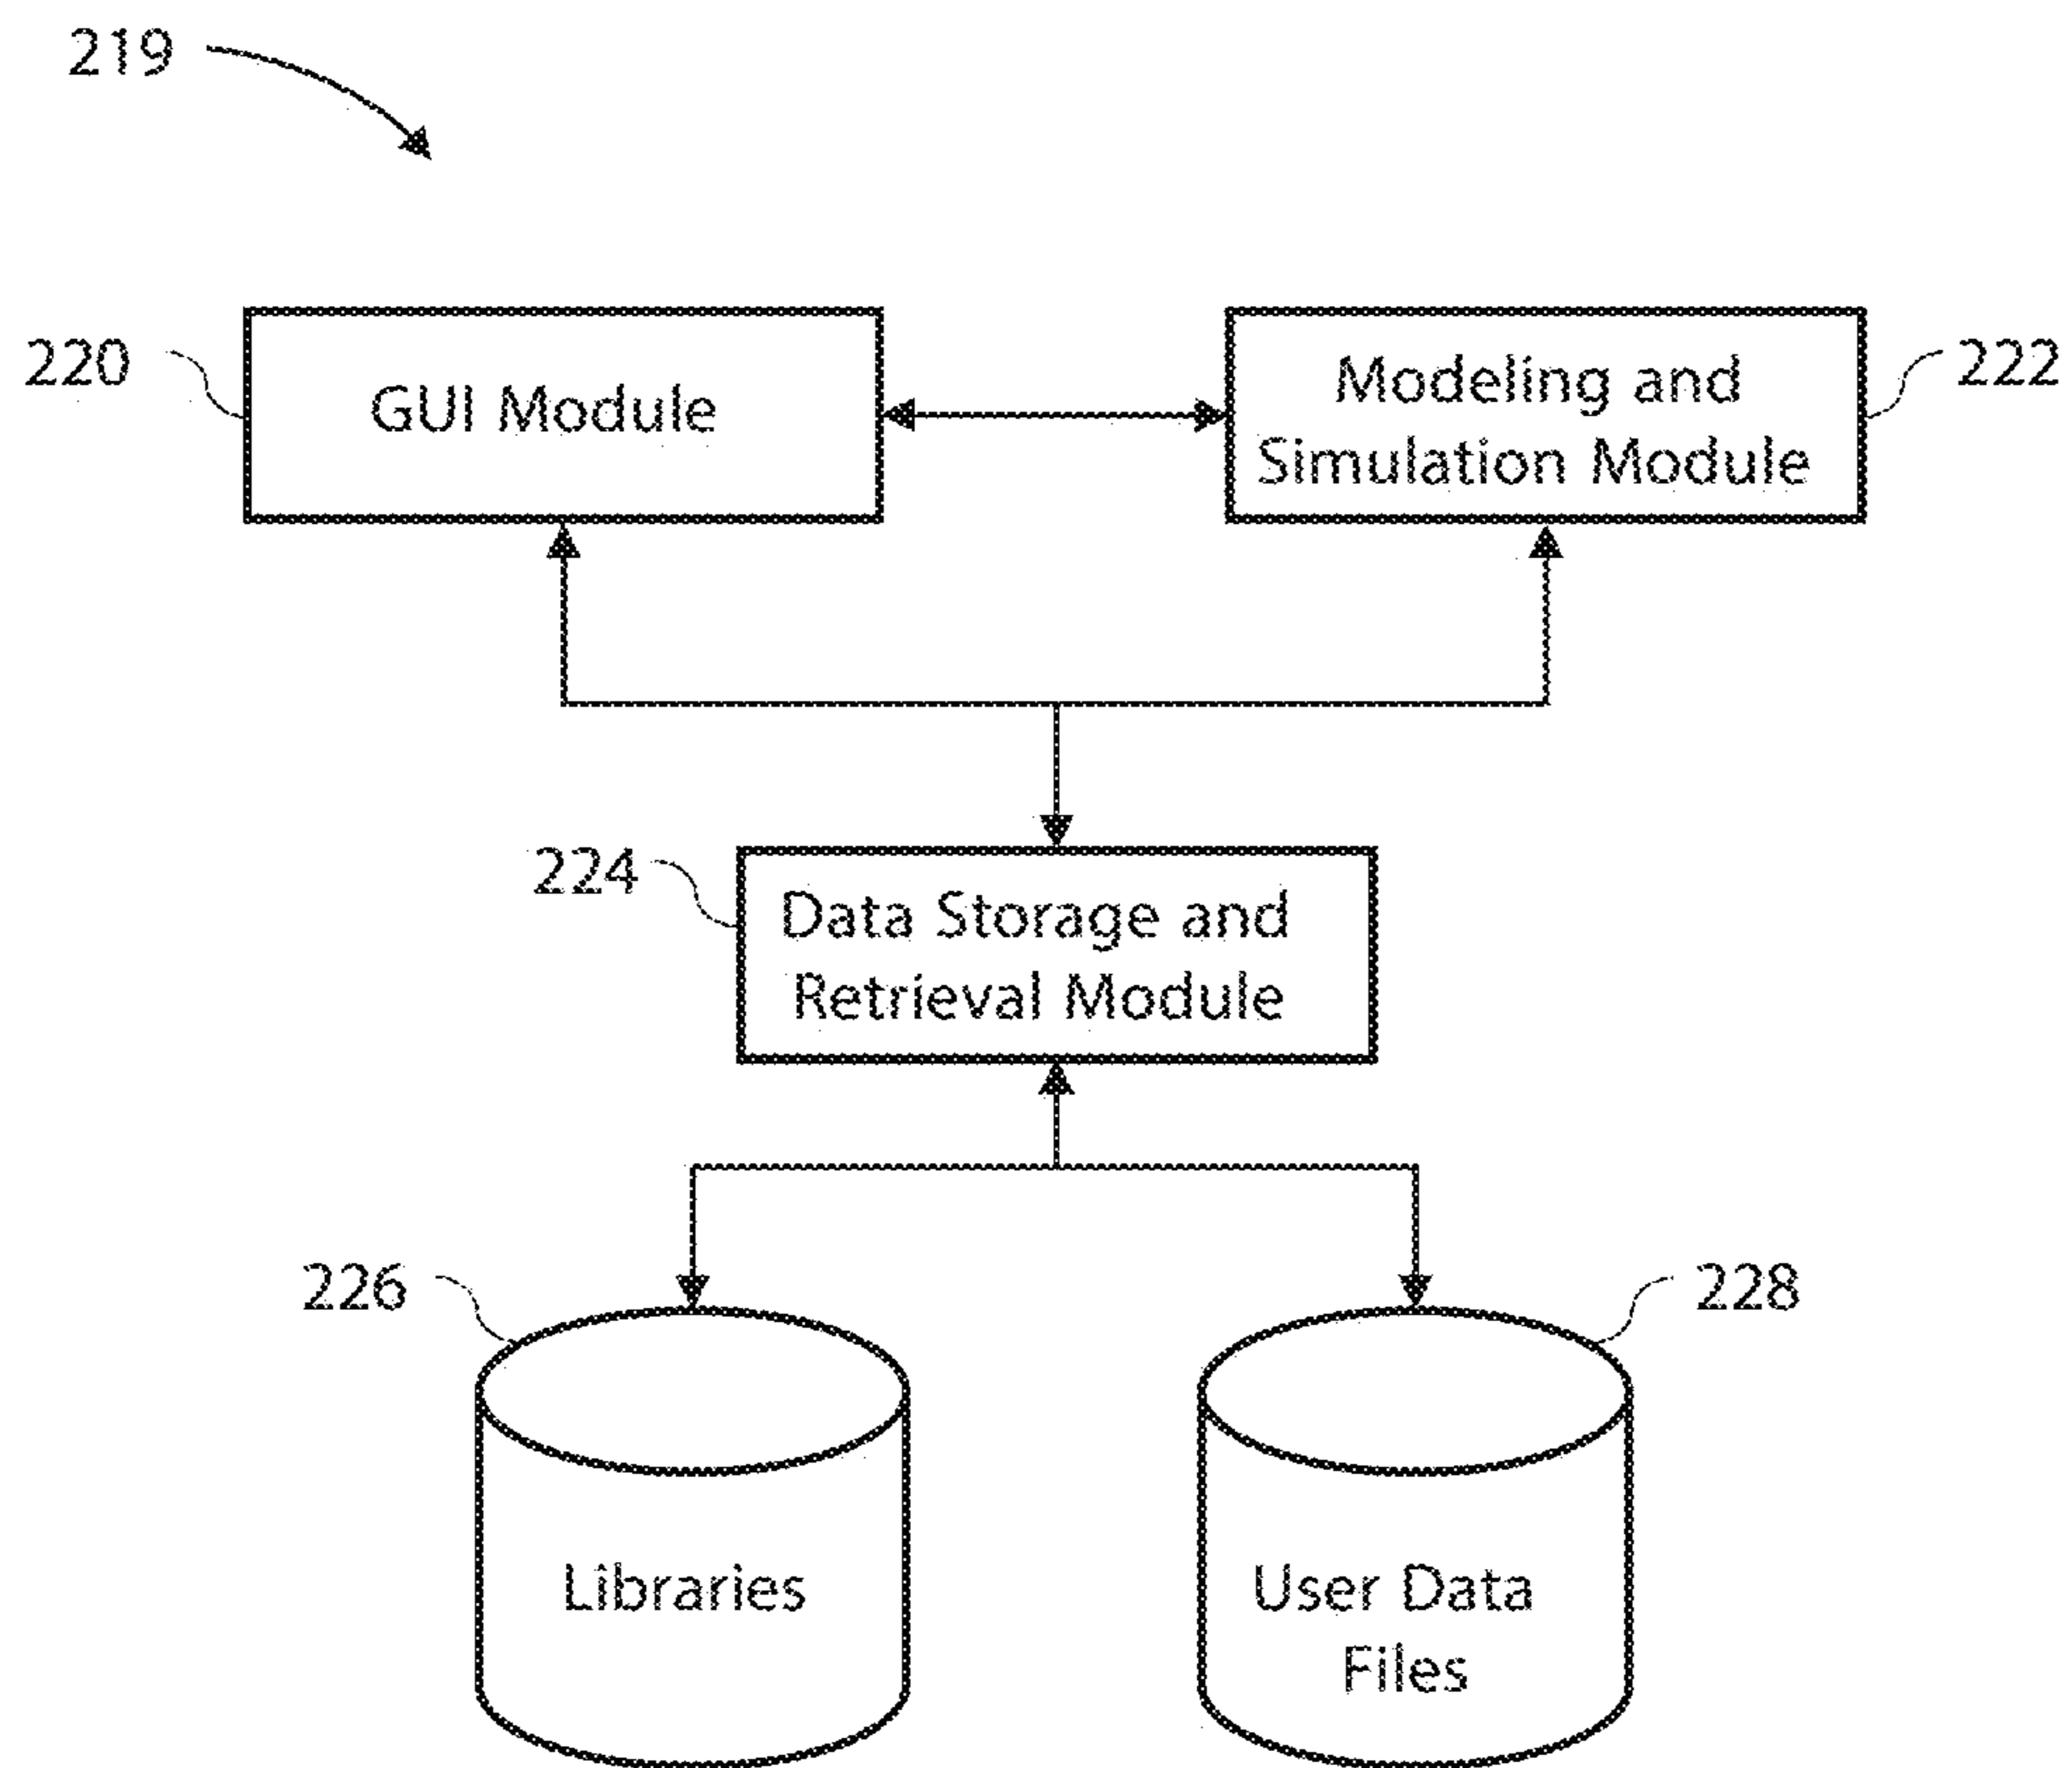 219
220
GUI Module
Modeling and
Simulation Module
222
224
Data Storage and
Retrieval Module
226
228
Libraries
User Data
Files